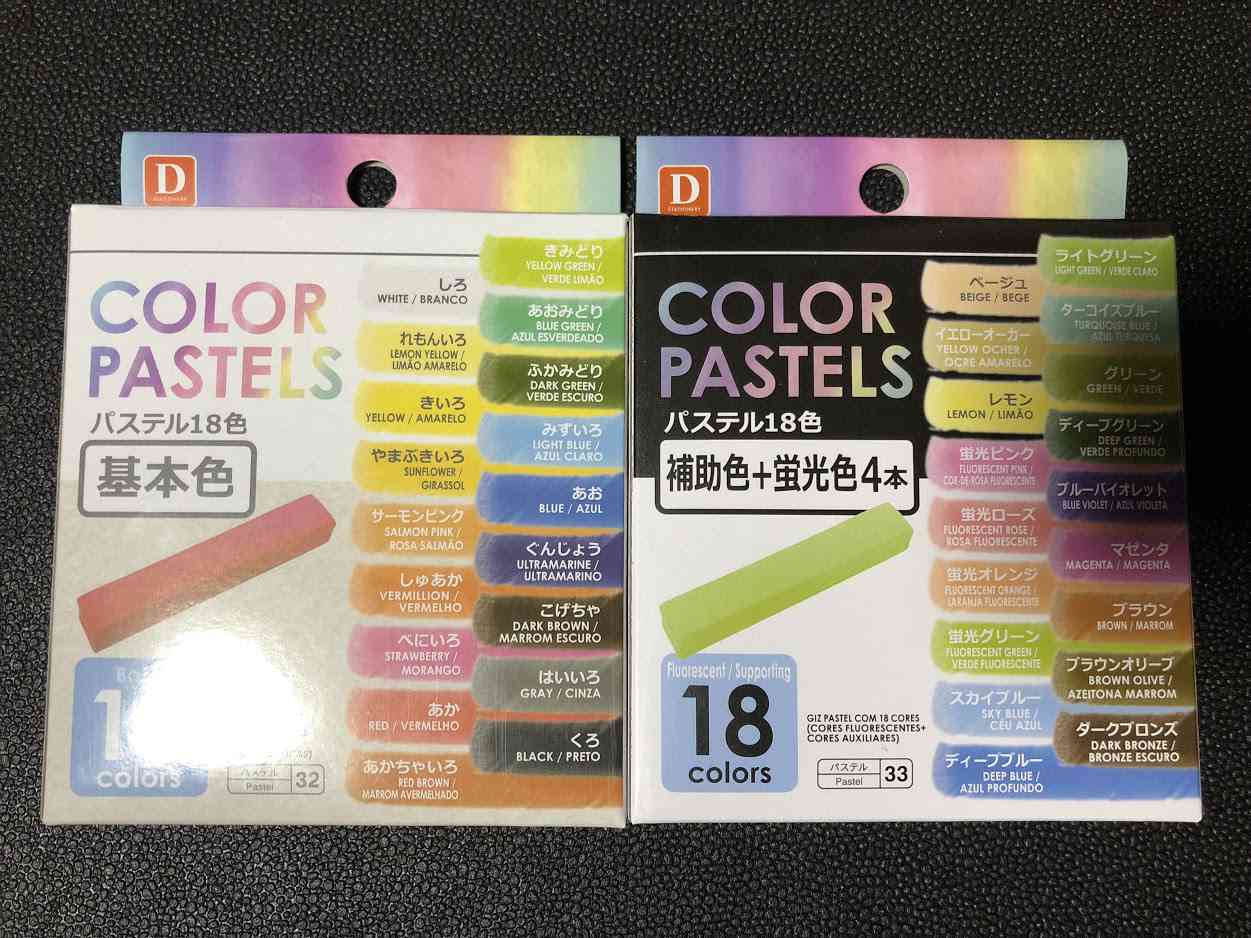 D
STATIONERY
COLOR
PASTELS
パステル18色
基本色
colors
パステル
Pastel
32
しろ
WHITE / BRANCO
れもんいろ
LEMON YELLOW /
LIMÃO AMARELO
きいろ
YELLOW / AMARELO
やまぶきいろ
SUNFLOWER /
GIRASSOL
サーモンピンク
SALMON PINK /
ROSA SALMÃO
しゅあか
VERMILLION /
VERMELHO
べにいろ
STRAWBERRY /
MORANGO
あか
RED / VERMELHO
あかちゃいろ
RED BROWN /
MARROM AVERMELHADO
きみどり
YELLOW GREEN /
VERDE LIMÃO
あおみどり
BLUE GREEN /
AZUL ESVERDEADO
ふかみどり
DARK GREEN /
VERDE ESCURO
みずいろ
LIGHT BLUE /
AZUL CLARO
あお
BLUE / AZUL
ぐんじょう
ULTRAMARINE /
ULTRAMARINO
こげちゃ
DARK BROWN /
MARROM ESCURO
はいいろ
GRAY / CINZA
くろ
BLACK / PRETO
D
STATIONERY
COLOR
PASTELS
パステル18色
補助色+蛍光色4本
Fluorescent / Supporting
18
colors
GIZ PASTEL COM 18 CORES
(CORES FLUORESCENTES+
CORES AUXILIARES)
パステル
Pastel
33
ベージュ
BEIGE / BEGE
イエローオーカー
YELLOW OCHER /
OCRE AMARELO
レモン
LEMON / LIMÃO
蛍光ピンク
FLUORESCENT PINK /
COR-DE-ROSA FLUORESCENTE
蛍光ローズ
FLUORESCENT ROSE /
ROSA FLUORESCENTE
蛍光オレンジ
FLUORESCENT ORANGE /
LARANJA FLUORESCENTE
蛍光グリーン
FLUORESCENT GREEN /
VERDE FLUORESCENTE
スカイブルー
SKY BLUE /
CEU AZUL
ディープブルー
DEEP BLUE /
AZUL PROFUNDO
ライトグリーン
LIGHT GREEN / VERDE CLARO
ターコイズブルー
TURQUOISE BLUE /
AZUL TURQUYSA
グリーン
GREEN / VERDE
ディープグリーン
DEEP GREEN /
VERDE PROFUNDO
ブルーバイオレット
BLUE VIOLET / AZUL VIOLETA
マゼンタ
MAGENTA / MAGENTA
ブラウン
BROWN / MARROM
ブラウンオリーブ
BROWN OLIVE /
AZEITONA MARROM
ダークブロンズ
DARK BRONZE /
BRONZE ESCURO